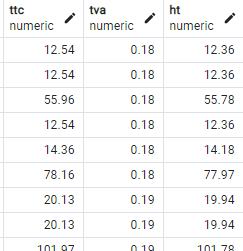 ttc tva ht
numeric numeric numeric
12.54 0.18 12.36
12.54 0.18 12.36
55.96 0.18 55.78
12.54 0.18 12.36
14.36 0.18 14.18
78.16 0.18 77.97
20.13 0.19 19.94
20.13 0.19 19.94
101.97 0.19 101.78